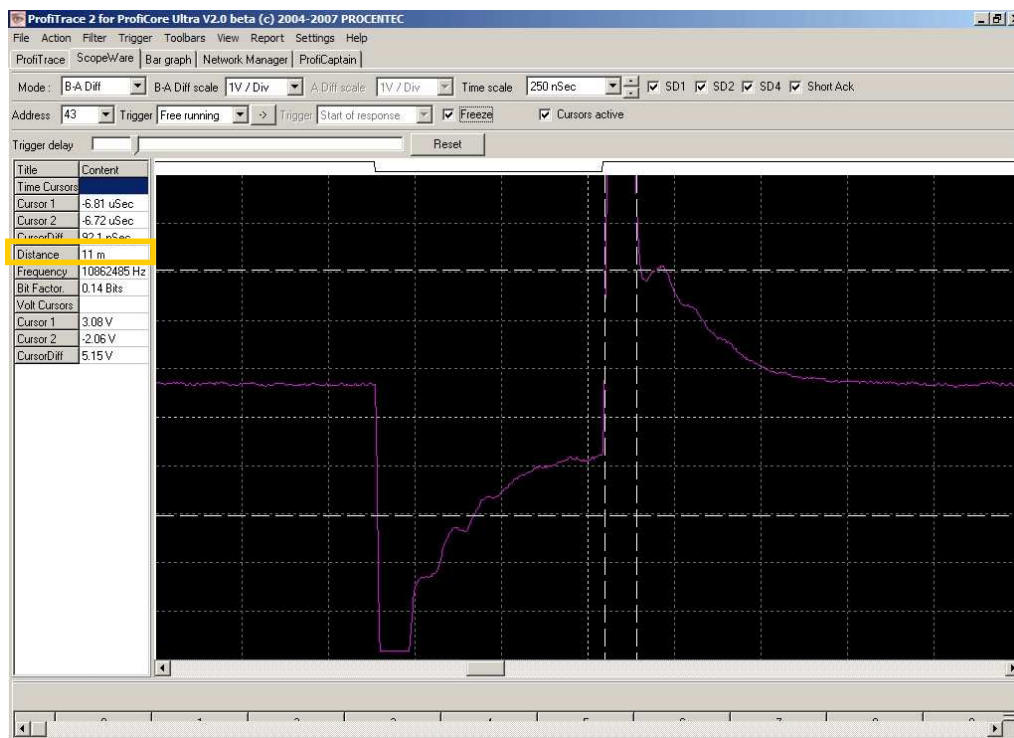 ProfiTrace 2 for ProfiCore Ultra V2.0 beta (c) 2004-2007 PROCENTEC
File Action Filter Trigger Toolbars View Report Settings Help
ProfiTrace ScopeWare Bar graph Network Manager ProfiCaptain
Mode : B-A Diff B-A Diff scale 1V / Div A Diff scale 1V / Div Time scale 250 nSec SD1 SD2 SD4 Short Ack
Address 43 Trigger Free running -> Trigger Start of response Freeze Cursors active
Trigger delay Reset
Title Content
Time Cursors
Cursor 1 -6.81 uSec
Cursor 2 -6.72 uSec
CursorDiff 92.1 nSec
Distance 11 m
Frequency 10862485 Hz
Bit Factor. 0.14 Bits
Volt Cursors
Cursor 1 3.08 V
Cursor 2 -2.06 V
CursorDiff 5.15 V